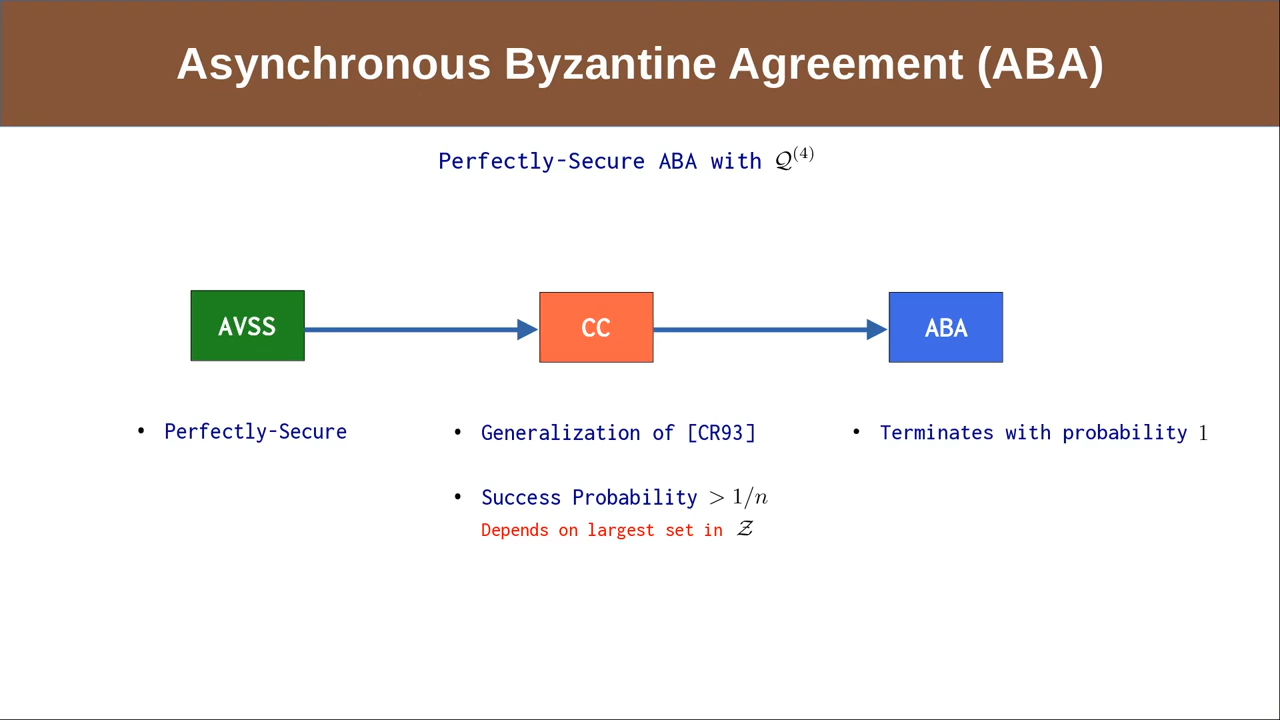 Asynchronous Byzantine Agreement (ABA)
Perfectly-Secure ABA with 𝒬⁽⁴⁾
AVSS
CC
ABA
• Perfectly-Secure
• Generalization of [CR93]
• Terminates with probability 1
• Success Probability > 1/n
Depends on largest set in 𝒵